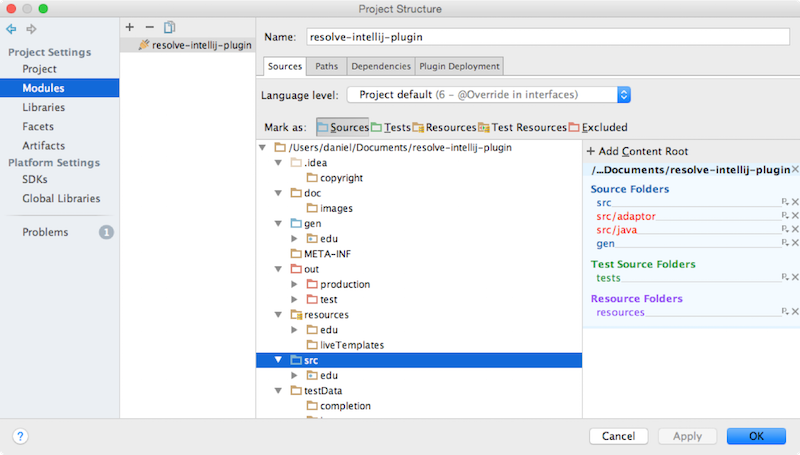 Project Structure
Project Settings
Project
Modules
Libraries
Facets
Artifacts
Platform Settings
SDKs
Global Libraries
Problems 1
resolve-intellij-plugin
Name: resolve-intellij-plugin
Sources Paths Dependencies Plugin Deployment
Language level: Project default (6 – @Override in interfaces)
Mark as: Sources Tests Resources Test Resources Excluded
/Users/daniel/Documents/resolve-intellij-plugin
.idea
copyright
doc
images
gen
edu
META-INF
out
production
test
resources
edu
liveTemplates
src
edu
testData
completion
+ Add Content Root
/...Documents/resolve-intellij-plugin
Source Folders
src
src/adaptor
src/java
gen
Test Source Folders
tests
Resource Folders
resources
? Cancel Apply OK